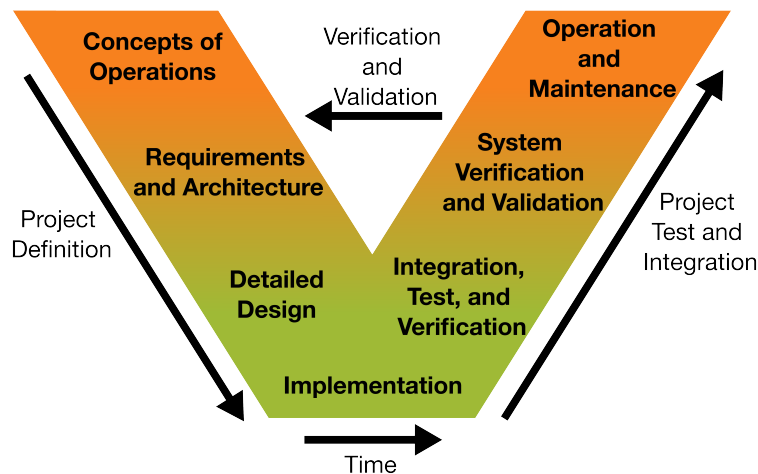 Concepts of
Operations
Verification
and
Validation
Operation
and
Maintenance
Requirements
and Architecture
System
Verification
and Validation
Project
Definition
Project
Test and
Integration
Detailed
Design
Integration,
Test, and
Verification
Implementation
Time